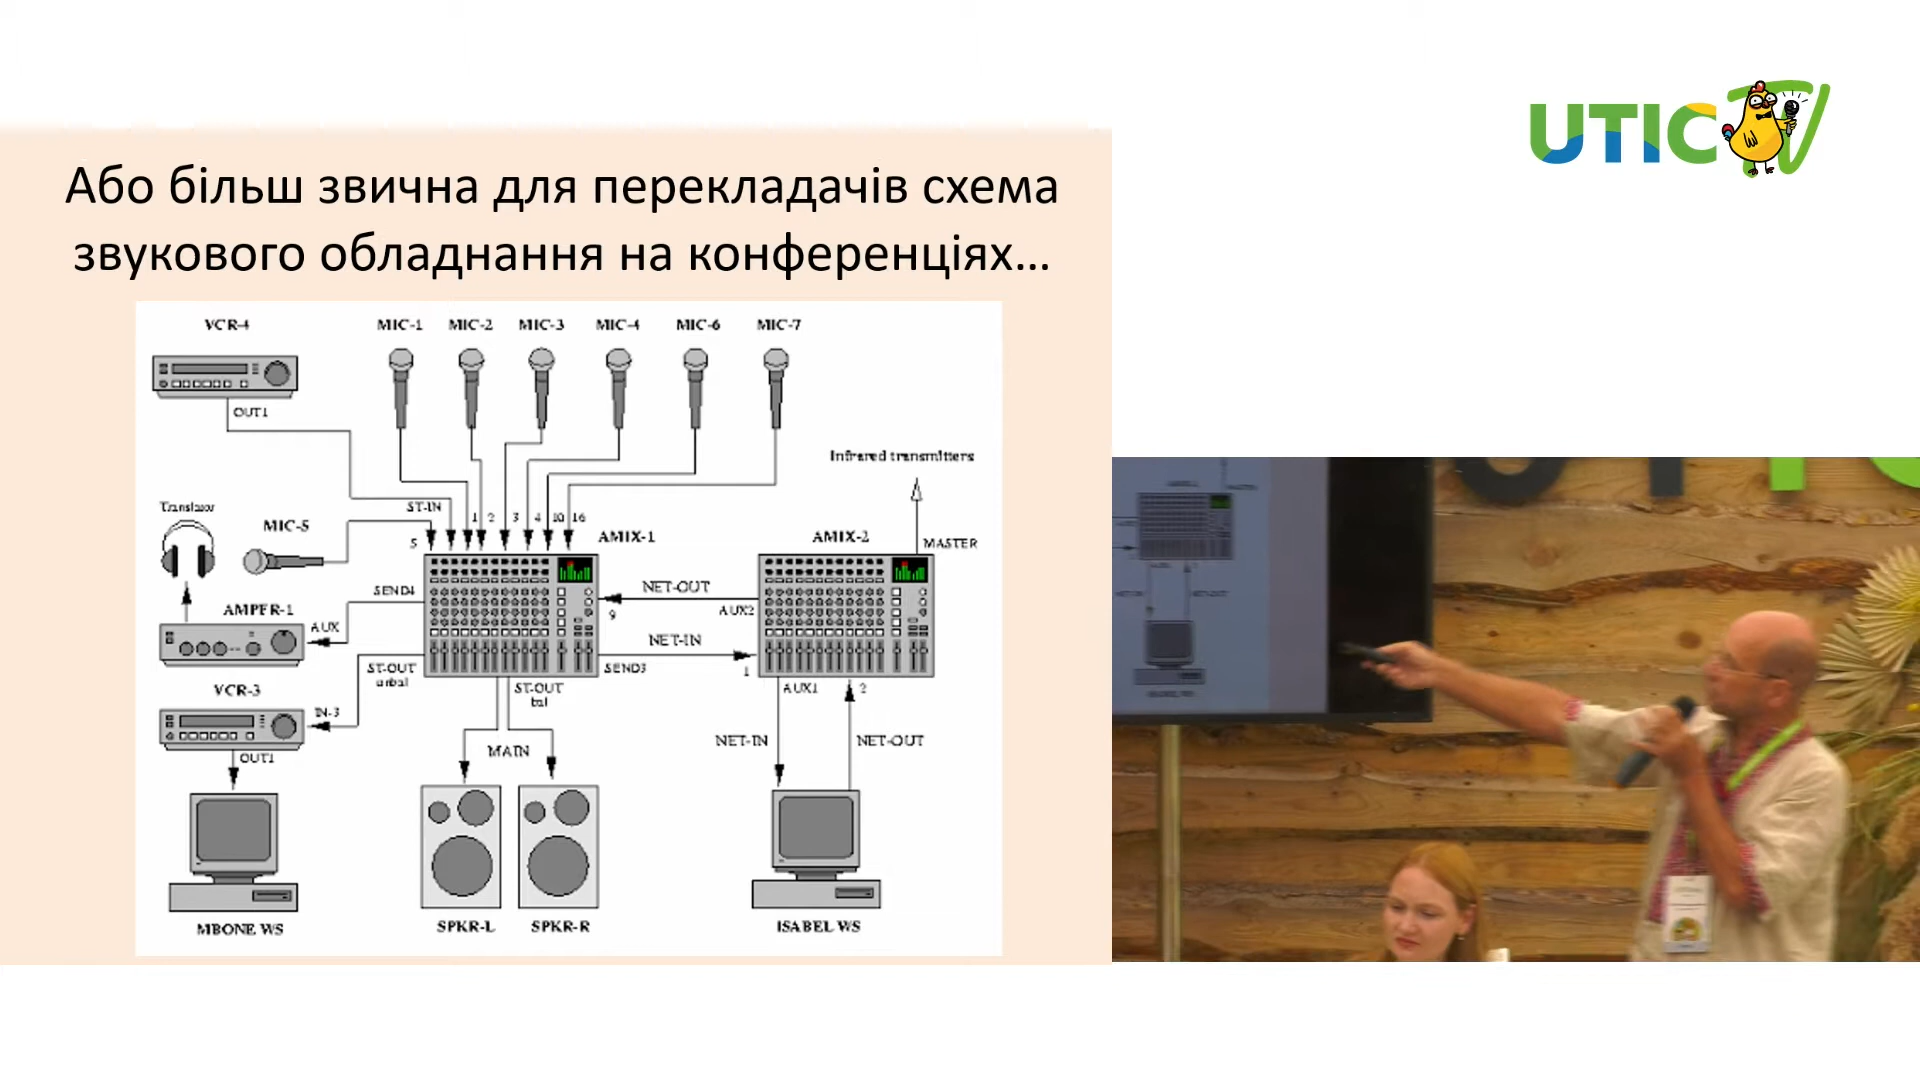 UTIC TV
Або більш звична для перекладачів схема
звукового обладнання на конференціях...
VCR-4
MIC-1 MIC-2 MIC-3 MIC-4 MIC-6 MIC-7
OUT1
Infrared transmitters
Translator
MIC-5
ST-IN
1 2 3 4 10 16
5
AMIX-1
AMIX-2
MASTER
SEND4
NET-OUT
AUX2
9
AMPFR-1
AUX
NET-IN
SEND3
1
ST-OUT
unbal
ST-OUT
bal
AUX1
2
VCR-3
IN-3
OUT1
MAIN
NET-IN
NET-OUT
MBONE WS
SPKR-L
SPKR-R
ISABEL WS